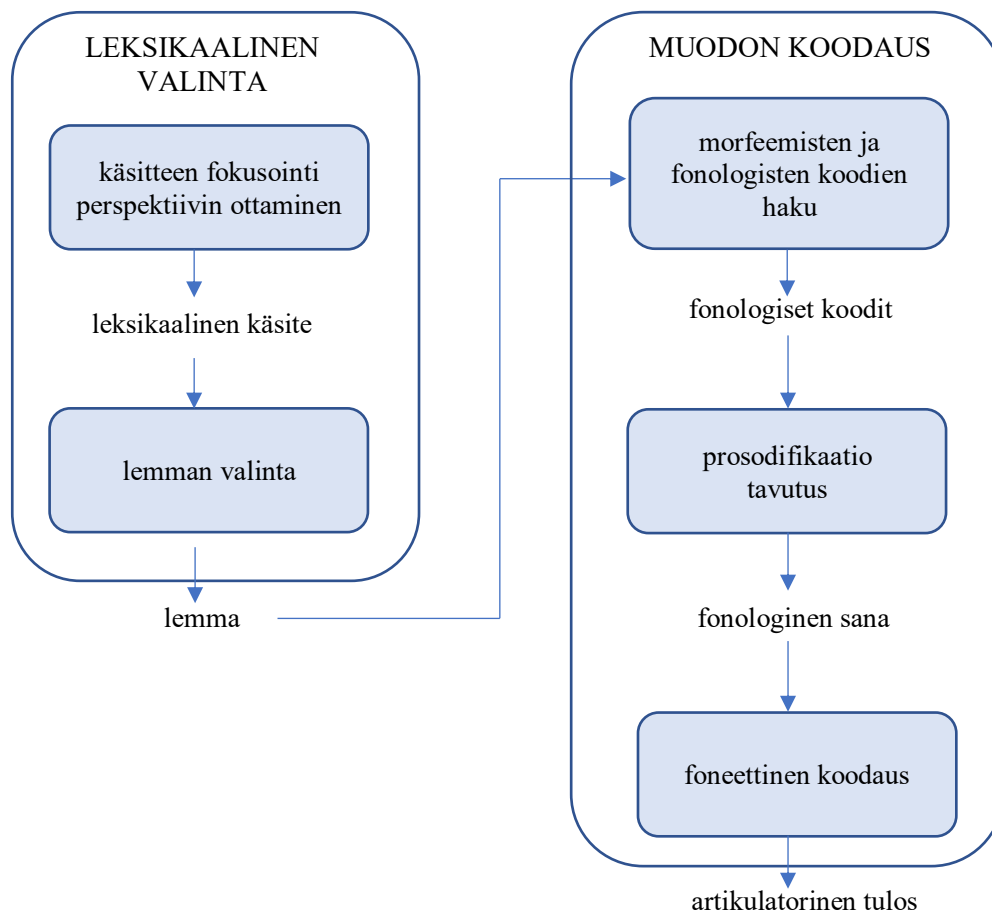 LEKSIKAALINEN
VALINTA
käsitteen fokusointi
perspektiivin ottaminen
leksikaalinen käsite
lemman valinta
lemma
MUODON KOODAUS
morfeemisten ja
fonologisten koodien
haku
fonologiset koodit
prosodifikaatio
tavutus
fonologinen sana
foneettinen koodaus
artikulatorinen tulos